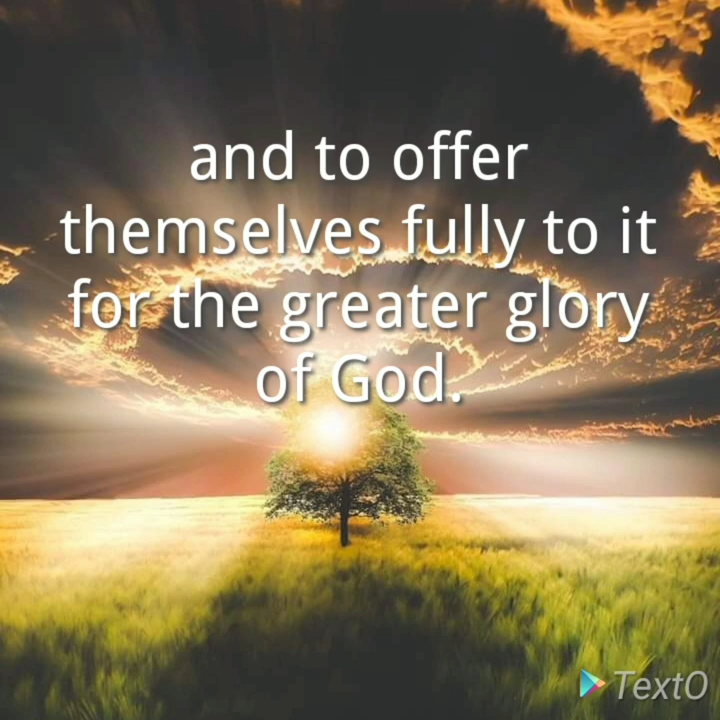 and to offer
themselves fully to it
for the greater glory
of God.
TextO